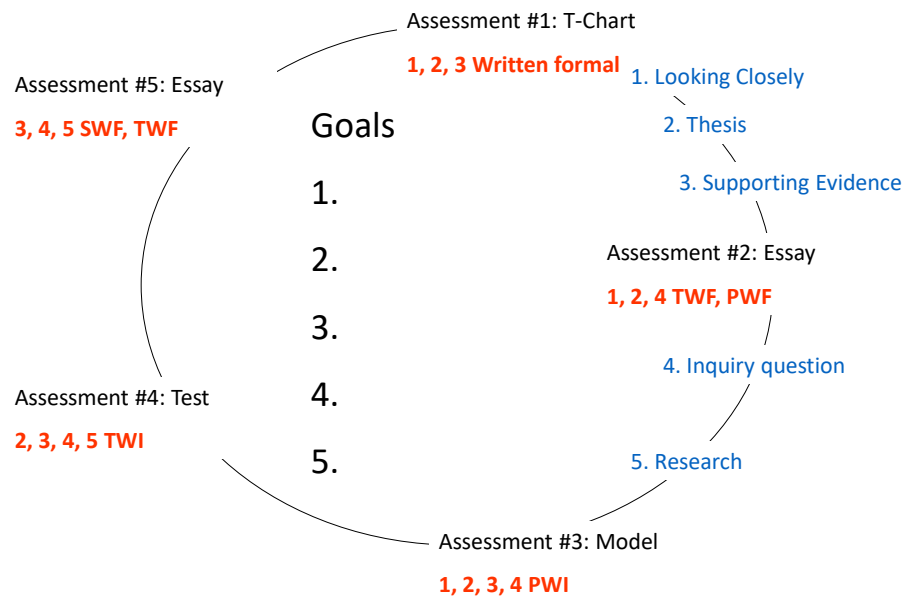 Assessment #1: T-Chart
1, 2, 3 Written formal
1. Looking Closely
2. Thesis
3. Supporting Evidence
Assessment #2: Essay
1, 2, 4 TWF, PWF
4. Inquiry question
5. Research
Assessment #3: Model
1, 2, 3, 4 PWI
Assessment #4: Test
2, 3, 4, 5 TWI
Assessment #5: Essay
3, 4, 5 SWF, TWF
Goals
1.
2.
3.
4.
5.